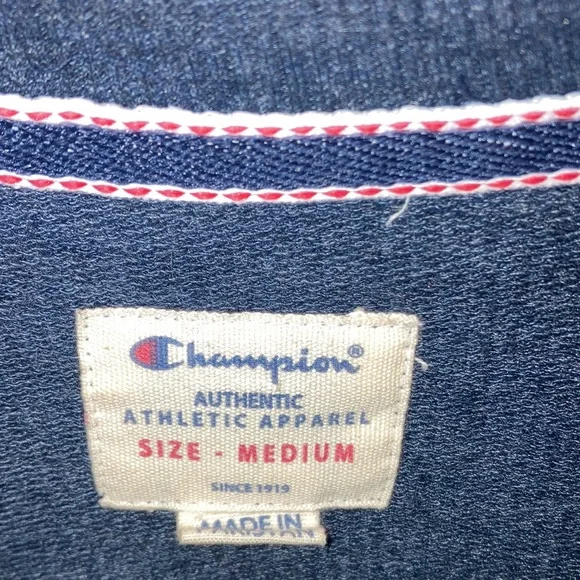 Champion®
AUTHENTIC
ATHLETIC APPAREL
SIZE - MEDIUM
SINCE 1919
MADE IN